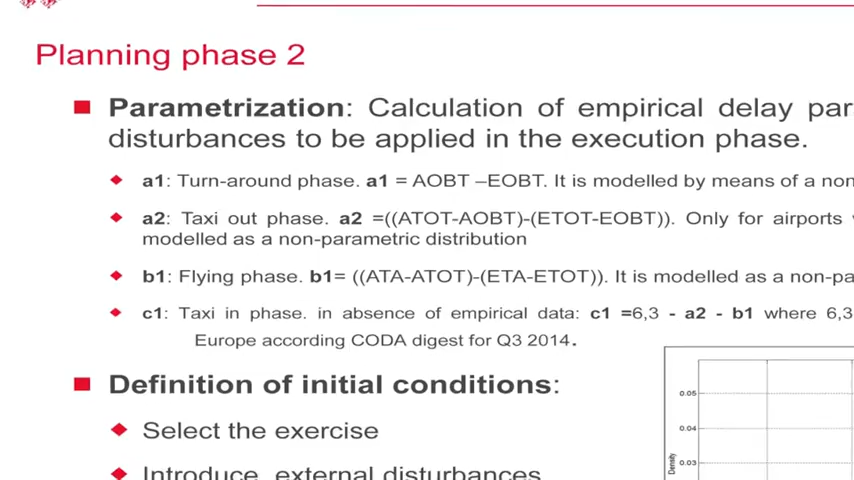 Planning phase 2
Parametrization: Calculation of empirical delay par
disturbances to be applied in the execution phase.
a1: Turn-around phase. a1 = AOBT –EOBT. It is modelled by means of a non
a2: Taxi out phase. a2 =((ATOT-AOBT)-(ETOT-EOBT)). Only for airports
modelled as a non-parametric distribution
b1: Flying phase. b1= ((ATA-ATOT)-(ETA-ETOT)). It is modelled as a non-pa
c1: Taxi in phase. in absence of empirical data: c1 =6,3 - a2 - b1 where 6,3
Europe according CODA digest for Q3 2014.
Definition of initial conditions:
Select the exercise
Introduce external disturbances
0.05
0.04
0.03
Density